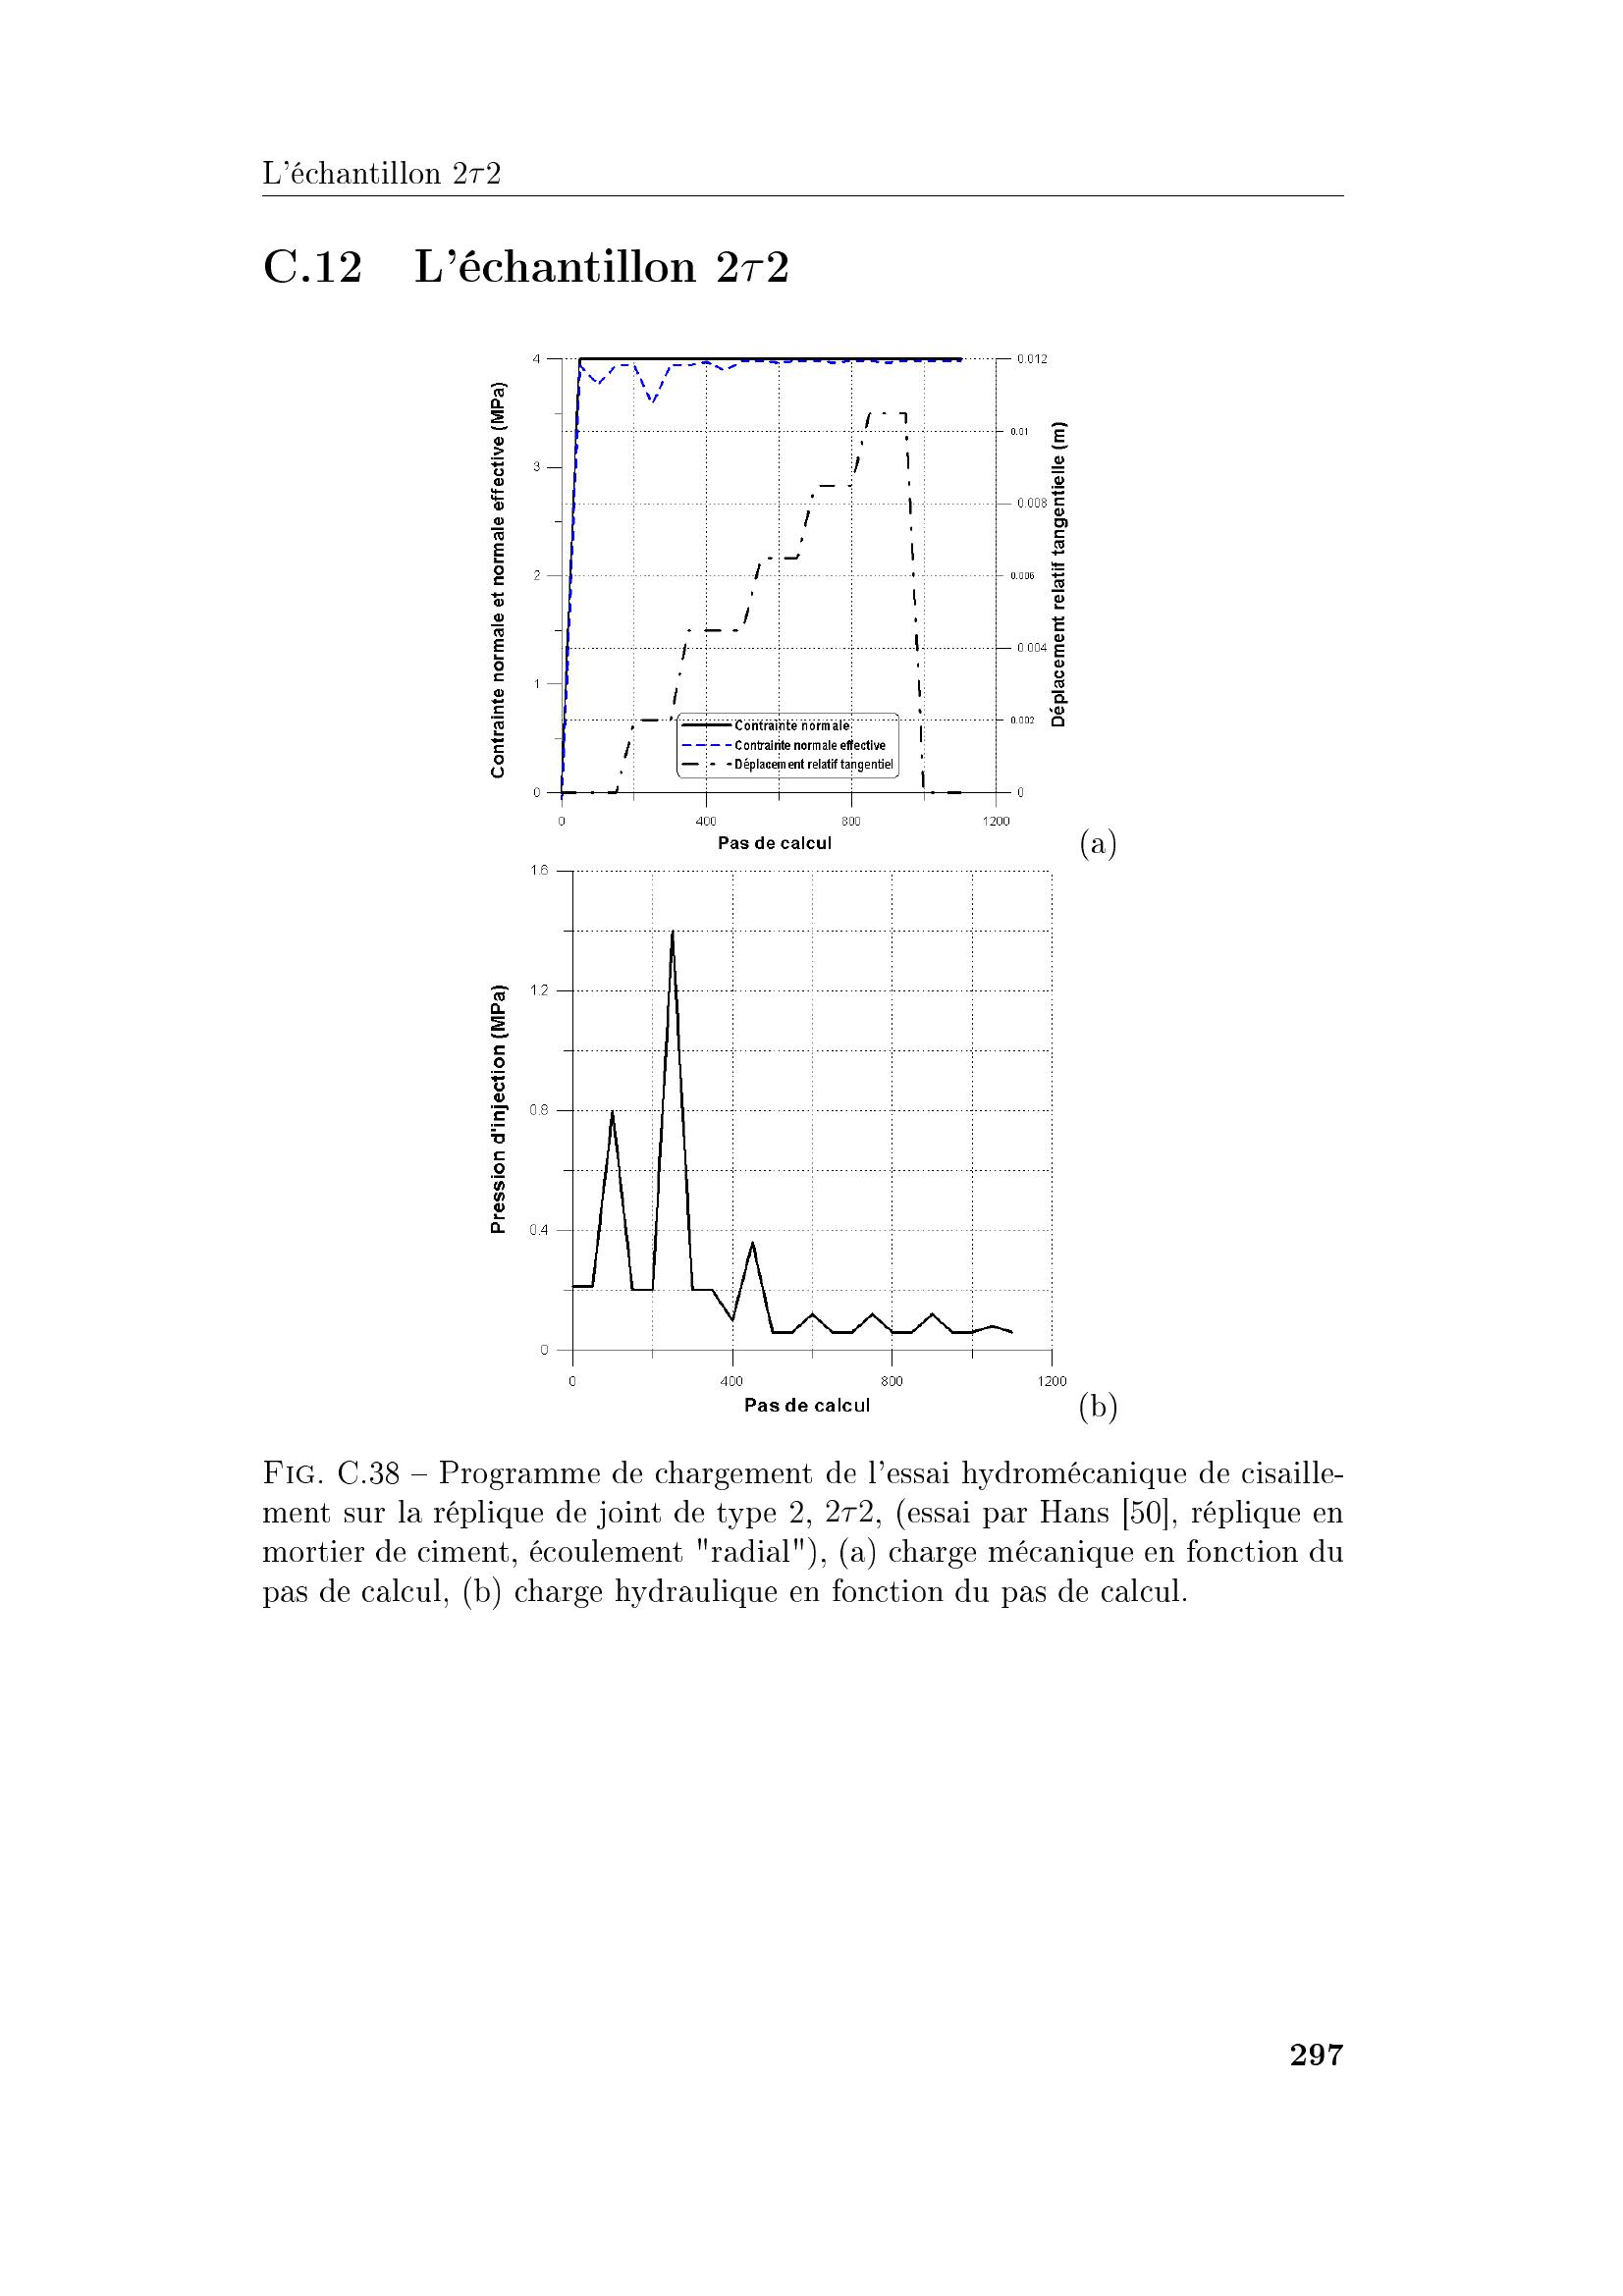 L'échantillon 2τ2
C.12 L'échantillon 2τ2
Contrainte normale et normale effective (MPa)
4
3
2
1
0
0.012
0.01
0.008
0.006
0.004
0.002
0
Déplacement relatif tangentielle (m)
Contrainte normale
Contrainte normale effective
Déplacement relatif tangentiel
0 400 800 1200
Pas de calcul
(a)
Pression d'injection (MPa)
1.6
1.2
0.8
0.4
0
0 400 800 1200
Pas de calcul
(b)
FIG. C.38 – Programme de chargement de l'essai hydromécanique de cisaille-
ment sur la réplique de joint de type 2, 2τ2, (essai par Hans [50], réplique en
mortier de ciment, écoulement "radial"), (a) charge mécanique en fonction du
pas de calcul, (b) charge hydraulique en fonction du pas de calcul.
297